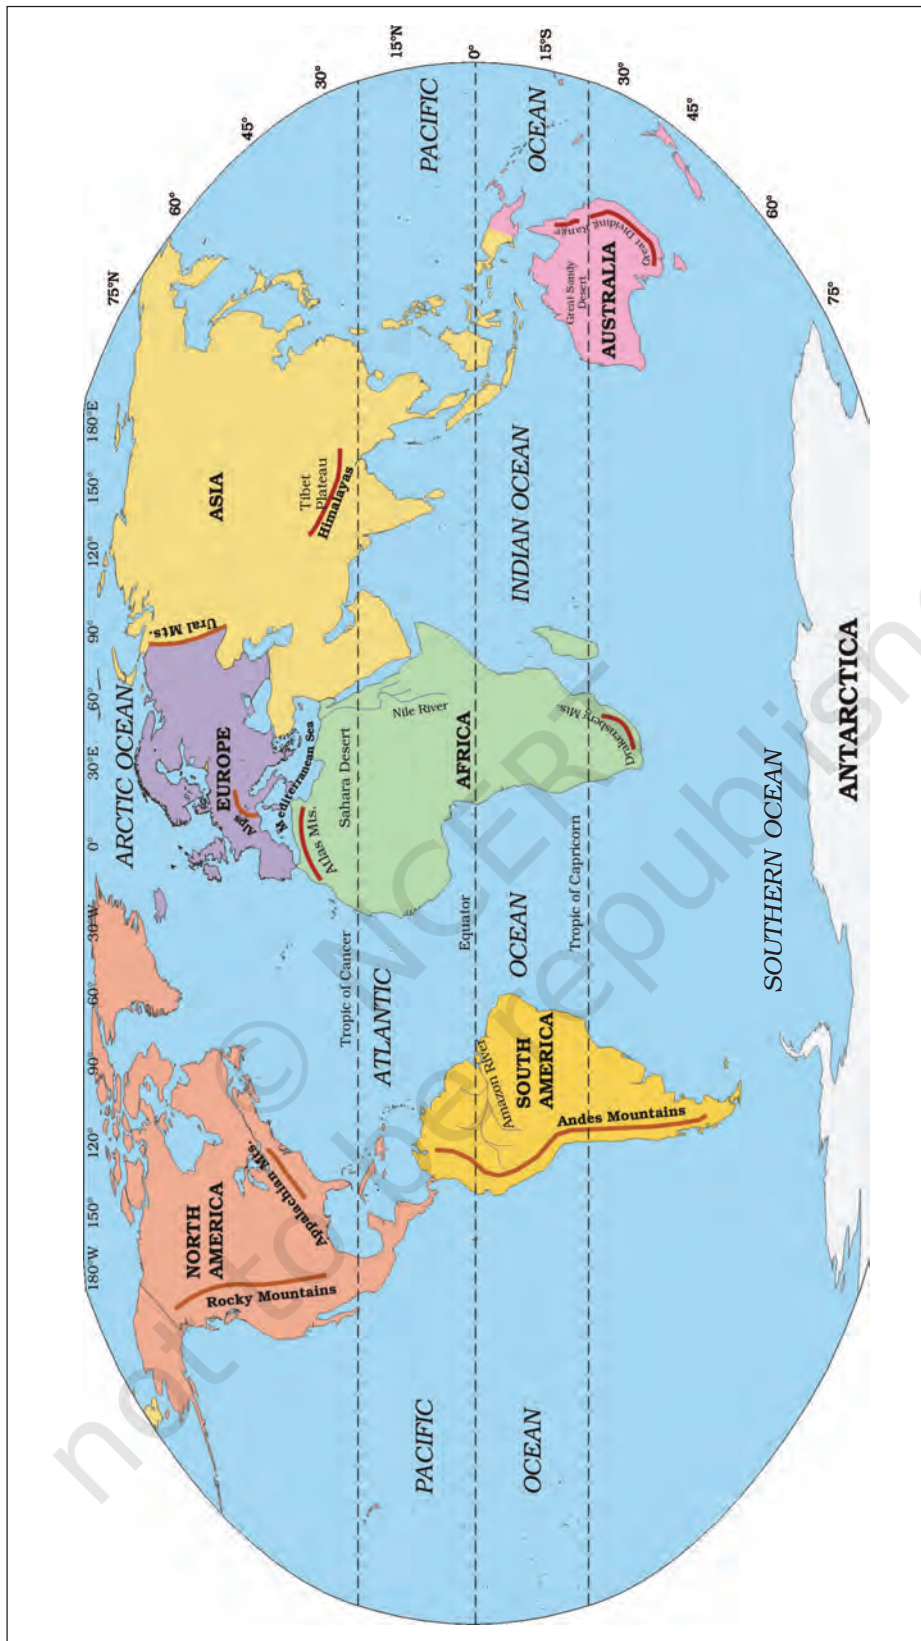 180°W
150°
120°
90°
60°
30°W
0°
30°E
60°
90°
120°
150°
180°E
75°N
60°
45°
30°
15°N
0°
15°S
30°
45°
60°
75°
ARCTIC OCEAN
NORTH
AMERICA
Rocky Mountains
Appalachian Mts.
EUROPE
Alps
Ural Mts.
ASIA
Tibet
Plateau
Himalayas
Mediterranean Sea
Atlas Mts.
Sahara Desert
Nile River
AFRICA
Drakensberg Mts.
Tropic of Cancer
Equator
Tropic of Capricorn
ATLANTIC
OCEAN
PACIFIC
OCEAN
PACIFIC
OCEAN
INDIAN OCEAN
SOUTH
AMERICA
Amazon River
Andes Mountains
AUSTRALIA
Great Sandy
Desert
Great Dividing Range
SOUTHERN OCEAN
ANTARCTICA
© NCERT
not to be republished